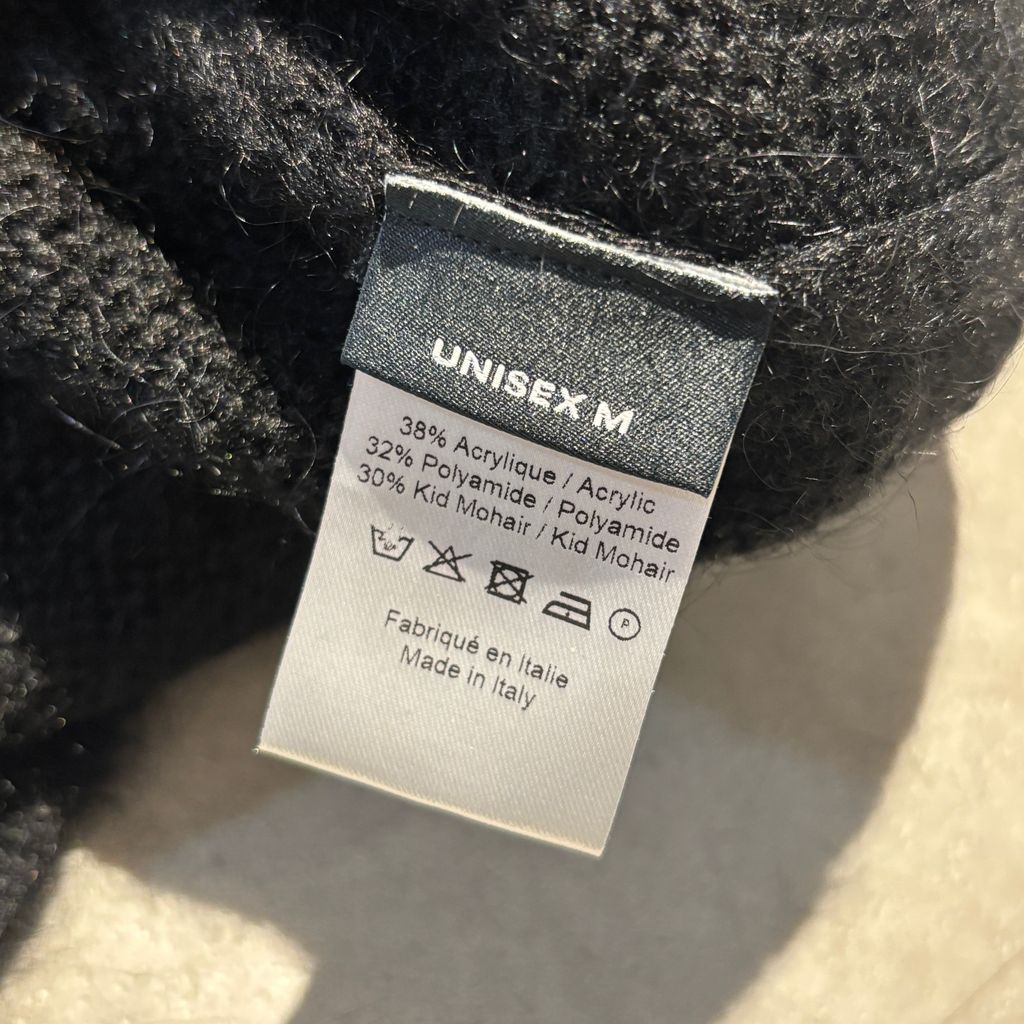 UNISEX M
38% Acrylique / Acrylic
32% Polyamide / Polyamide
30% Kid Mohair / Kid Mohair
P
Fabriqué en Italie
Made in Italy